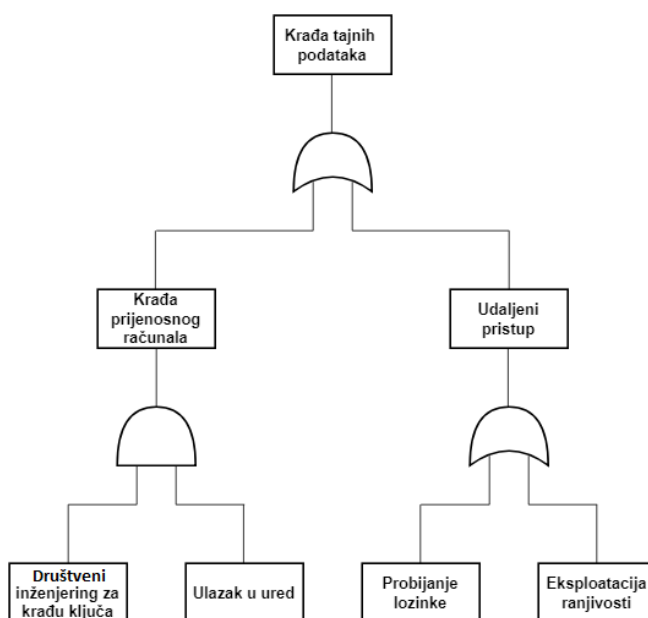 Krađa tajnih
podataka
Krađa
prijenosnog
računala
Udaljeni
pristup
Društveni
inženjering za
krađu ključa
Ulazak u ured
Probijanje
lozinke
Eksploatacija
ranjivosti